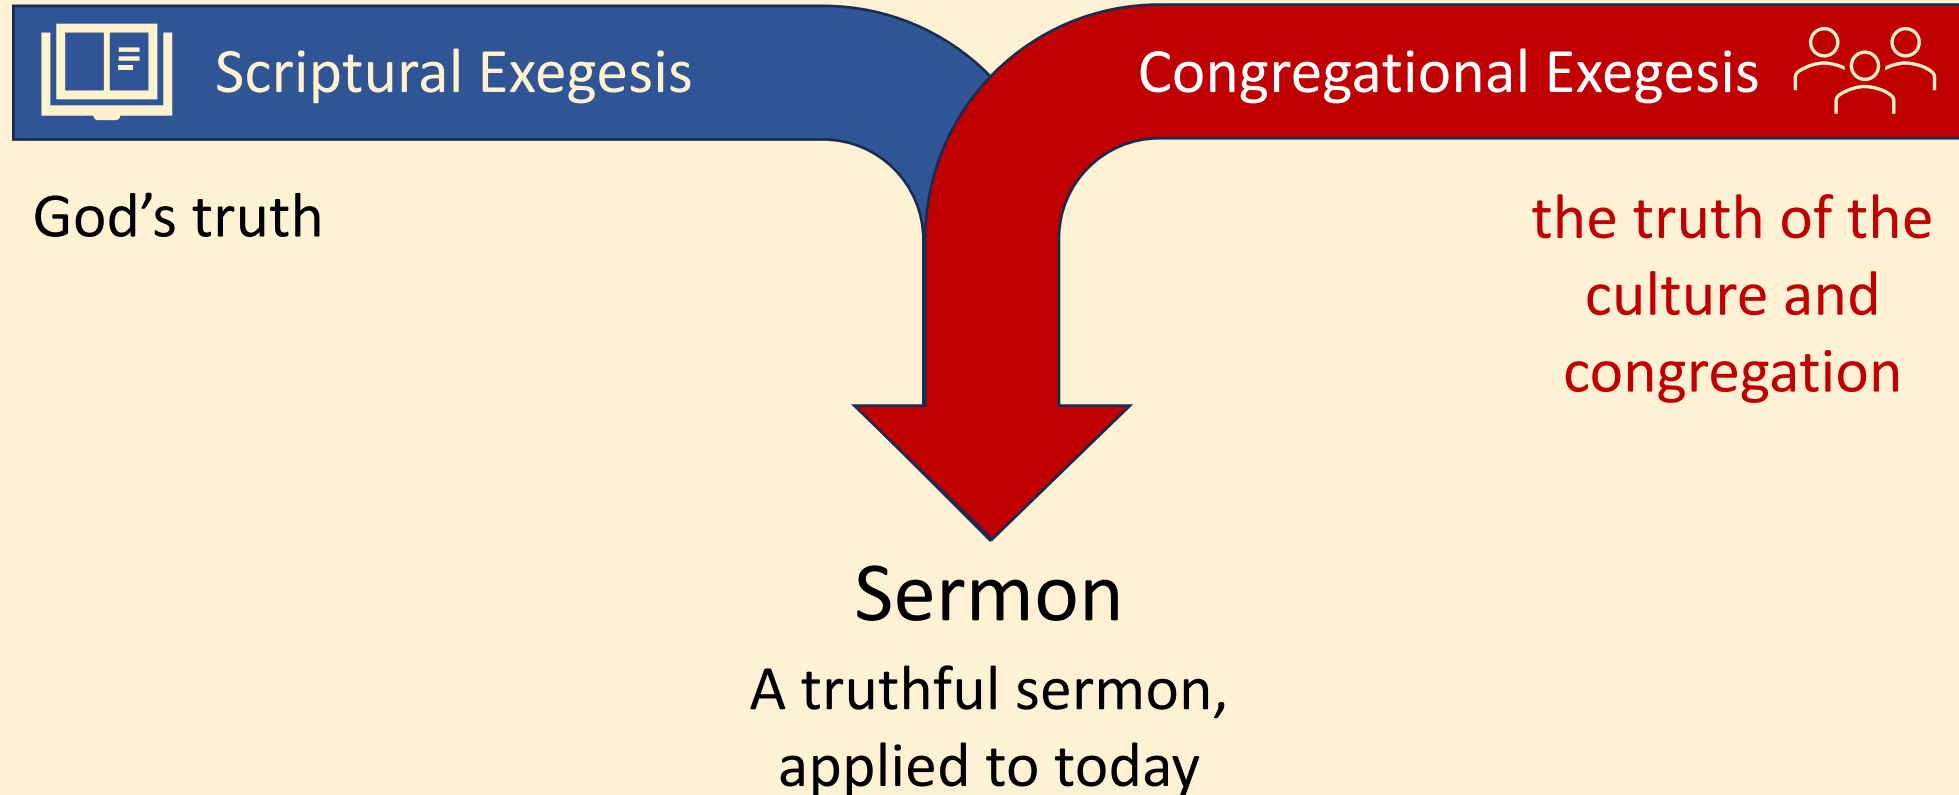 Scriptural Exegesis
Congregational Exegesis
God’s truth
the truth of the
culture and
congregation
Sermon
A truthful sermon,
applied to today